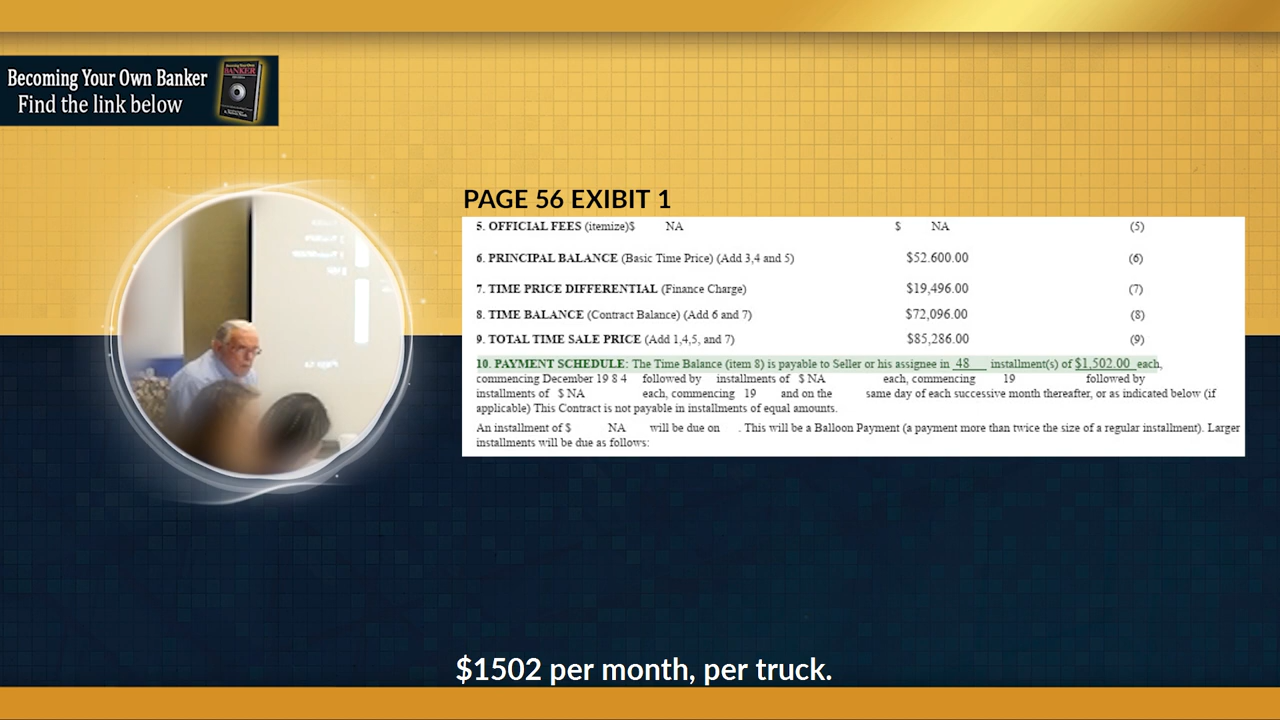 Becoming Your Own Banker
Find the link below
PAGE 56 EXIBIT 1
5. OFFICIAL FEES (itemize)$ NA $ NA (5)
6. PRINCIPAL BALANCE (Basic Time Price) (Add 3,4 and 5) $52.600.00 (6)
7. TIME PRICE DIFFERENTIAL (Finance Charge) $19,496.00 (7)
8. TIME BALANCE (Contract Balance) (Add 6 and 7) $72,096.00 (8)
9. TOTAL TIME SALE PRICE (Add 1,4,5, and 7) $85,286.00 (9)
10. PAYMENT SCHEDULE: The Time Balance (item 8) is payable to Seller or his assignee in 48 installment(s) of $1,502.00 each,
commencing December 19 8 4 followed by installments of $ NA each, commencing 19 followed by
installments of $ NA each, commencing 19 and on the same day of each successive month thereafter, or as indicated below (if
applicable) This Contract is not payable in installments of equal amounts.
An installment of $ NA will be due on . This will be a Balloon Payment (a payment more than twice the size of a regular installment). Larger
installments will be due as follows:
$1502 per month, per truck.